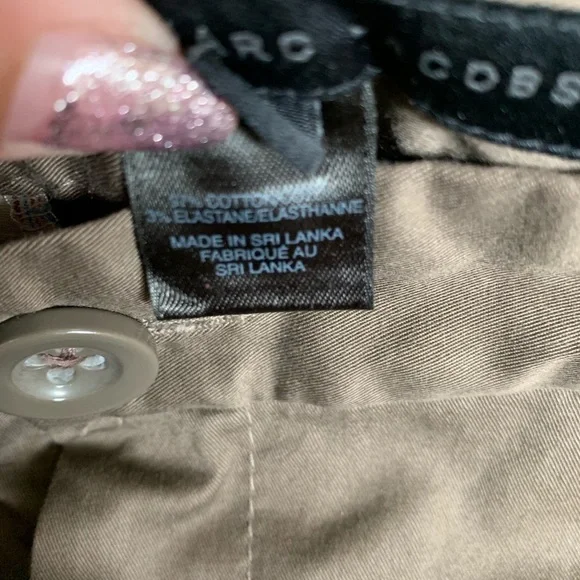 ARC
COBS
97% COTTON
3% ELASTANE/ELASTHANNE
MADE IN SRI LANKA
FABRIQUÉ AU
SRI LANKA